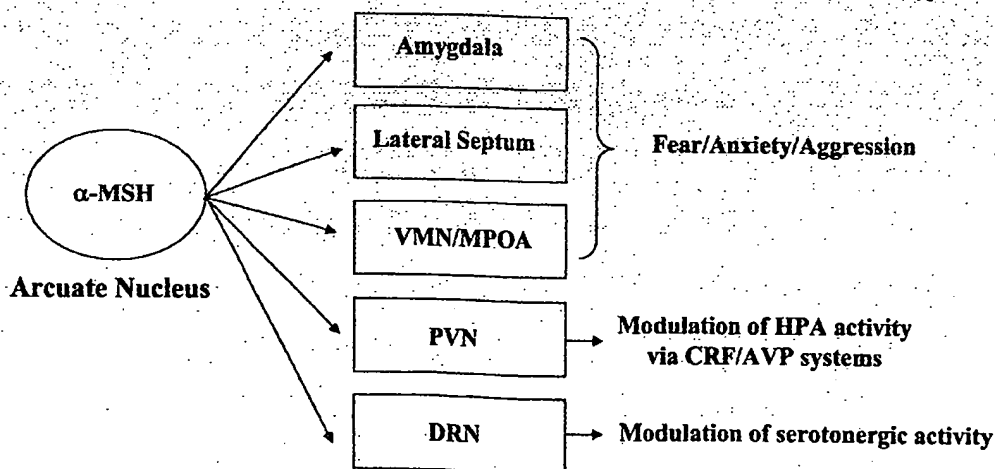 Amygdala
Lateral Septum
Fear/Anxiety/Aggression
α-MSH
VMN/MPOA
Arcuate Nucleus
PVN
Modulation of HPA activity
via CRF/AVP systems
DRN
Modulation of serotonergic activity